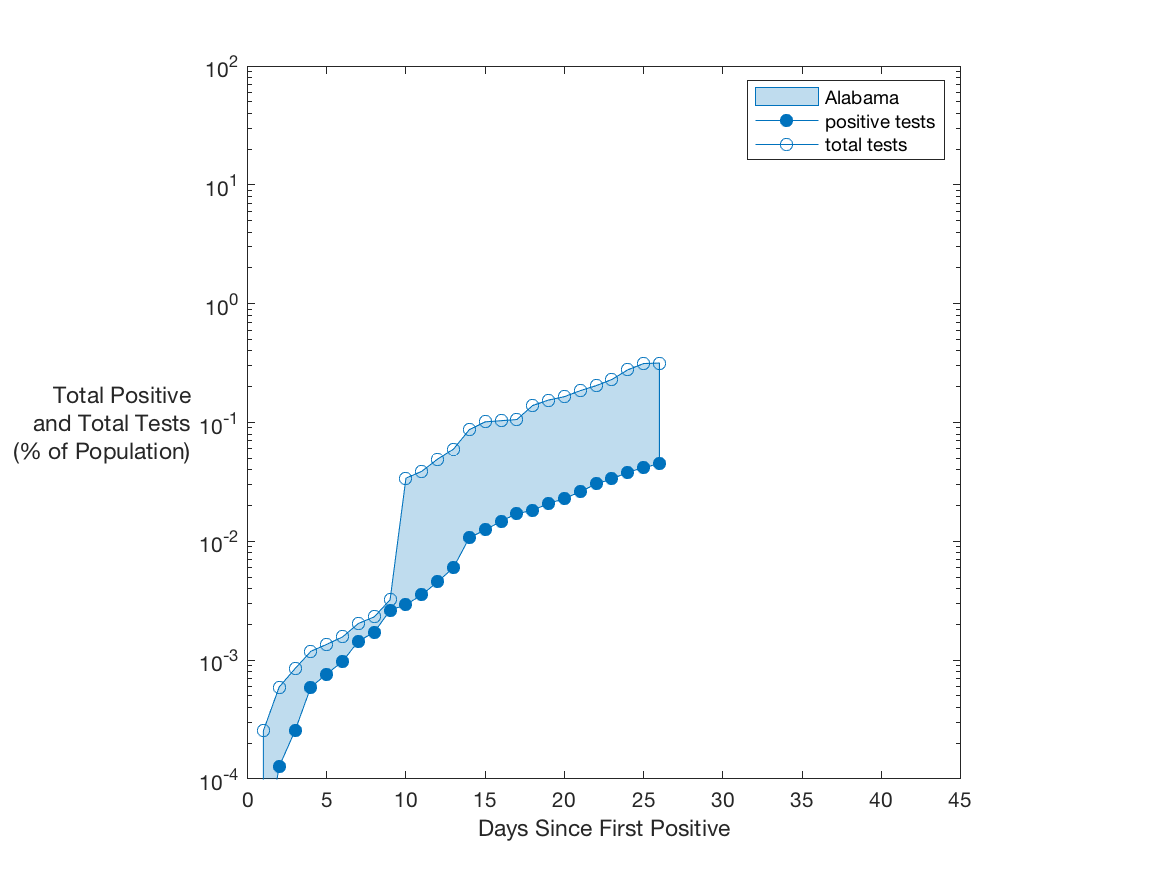 10^2
10^1
10^0
10^-1
10^-2
10^-3
10^-4
Total Positive
and Total Tests
(% of Population)
0 5 10 15 20 25 30 35 40 45
Days Since First Positive
Alabama
positive tests
total tests